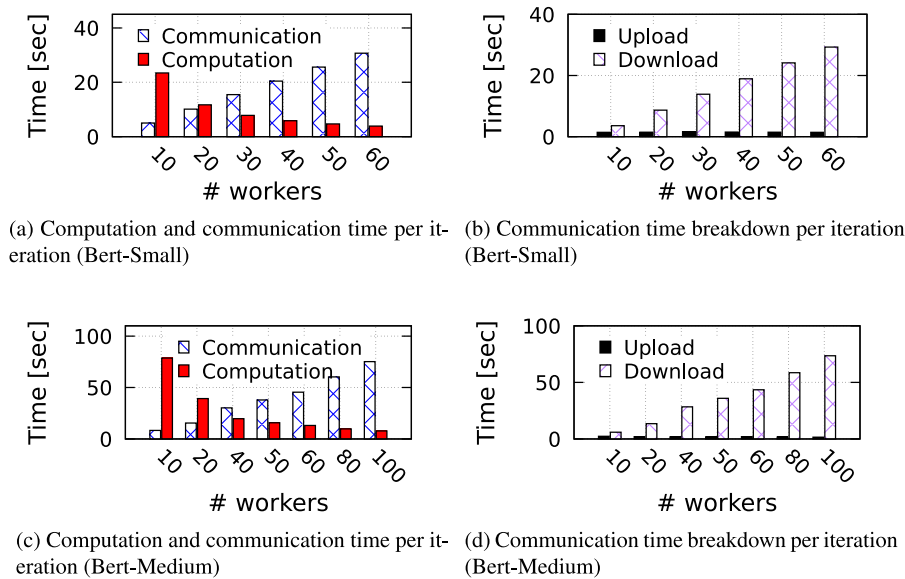 Time [sec]
40
20
0
Communication
Computation
10
20
30
40
50
60
# workers
(a) Computation and communication time per it-
eration (Bert-Small)
Time [sec]
40
20
0
Upload
Download
10
20
30
40
50
60
# workers
(b) Communication time breakdown per iteration
(Bert-Small)
Time [sec]
100
50
0
Communication
Computation
10
20
40
50
60
80
100
# workers
(c) Computation and communication time per it-
eration (Bert-Medium)
Time [sec]
100
50
0
Upload
Download
10
20
40
50
60
80
100
# workers
(d) Communication time breakdown per iteration
(Bert-Medium)